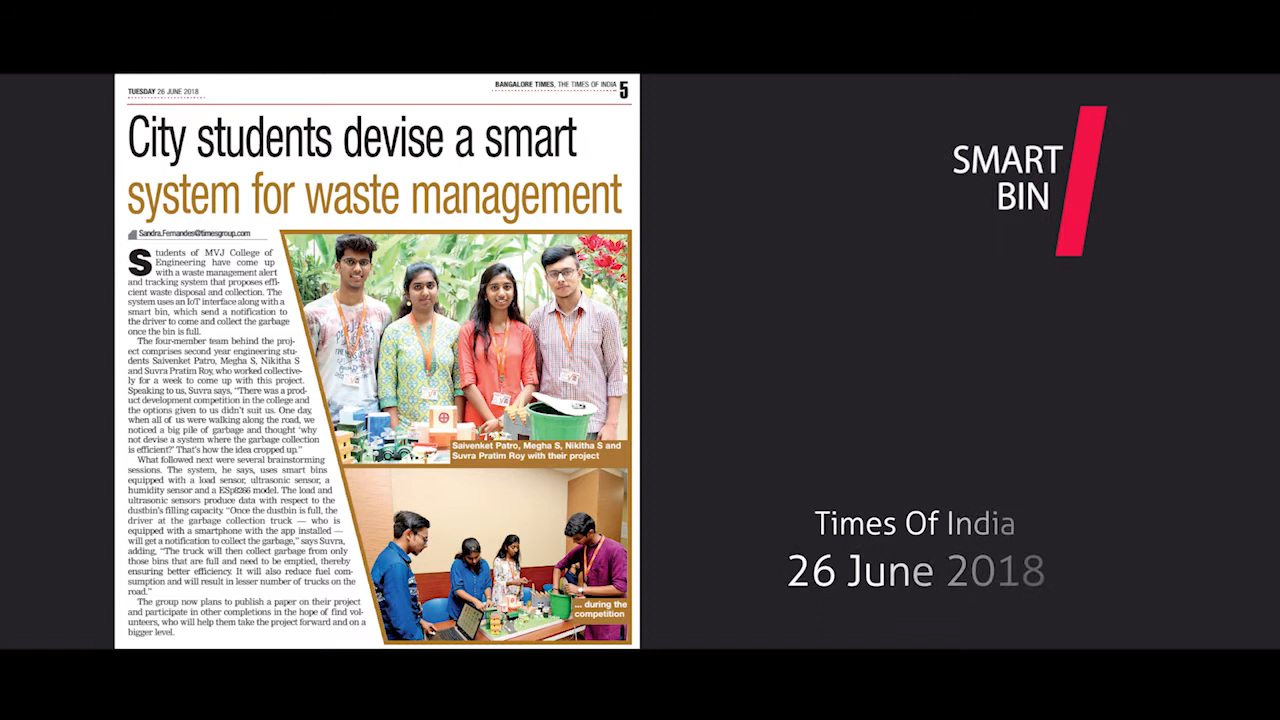 TUESDAY 26 JUNE 2018
BANGALORE TIMES, THE TIMES OF INDIA 5
City students devise a smart
system for waste management
Sandra.Fernandes@timesgroup.com
Students of MVJ College of
Engineering have come up
with a waste management alert
and tracking system that proposes effi-
cient waste disposal and collection. The
system uses an IoT interface along with a
smart bin, which send a notification to
the driver to come and collect the garbage
once the bin is full.
The four-member team behind the proj-
ect comprises second year engineering stu-
dents Saivenket Patro, Megha S, Nikitha S
and Suvra Pratim Roy, who worked collective-
ly for a week to come up with this project.
Speaking to us, Suvra says, “There was a prod-
uct development competition in the college and
the options given to us didn’t suit us. One day,
when all of us were walking along the road, we
noticed a big pile of garbage and thought ‘why
not devise a system where the garbage collection
is efficient?’ That’s how the idea cropped up.”
What followed next were several brainstorming
sessions. The system, he says, uses smart bins
equipped with a load sensor, ultrasonic sensor, a
humidity sensor and a ESp8266 model. The load and
ultrasonic sensors produce data with respect to the
dustbin’s filling capacity. “Once the dustbin is full, the
driver at the garbage collection truck — who is
equipped with a smartphone with the app installed —
will get a notification to collect the garbage,” says Suvra,
adding, “The truck will then collect garbage from only
those bins that are full and need to be emptied, thereby
ensuring better efficiency. It will also reduce fuel con-
sumption and will result in lesser number of trucks on the
road.”
The group now plans to publish a paper on their project
and participate in other completions in the hope of find vol-
unteers, who will help them take the project forward and on a
bigger level.
Saivenket Patro, Megha S, Nikitha S and
Suvra Pratim Roy with their project
... during the
competition
SMART
BIN
Times Of India
26 June 2018